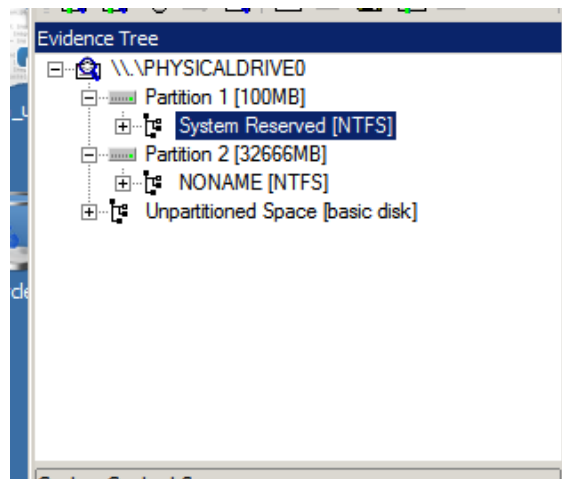 Evidence Tree
\\.\PHYSICALDRIVE0
Partition 1 [100MB]
System Reserved [NTFS]
Partition 2 [32666MB]
NONAME [NTFS]
Unpartitioned Space [basic disk]